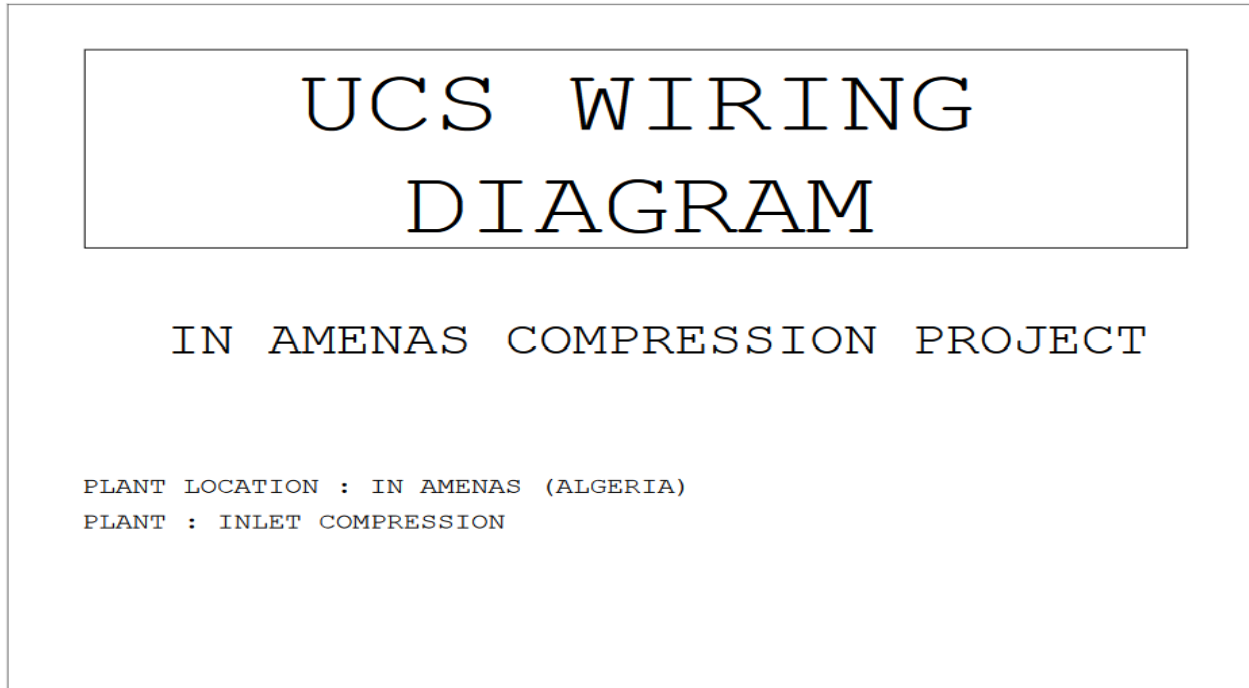 UCS WIRING
DIAGRAM
IN AMENAS COMPRESSION PROJECT
PLANT LOCATION : IN AMENAS (ALGERIA)
PLANT : INLET COMPRESSION